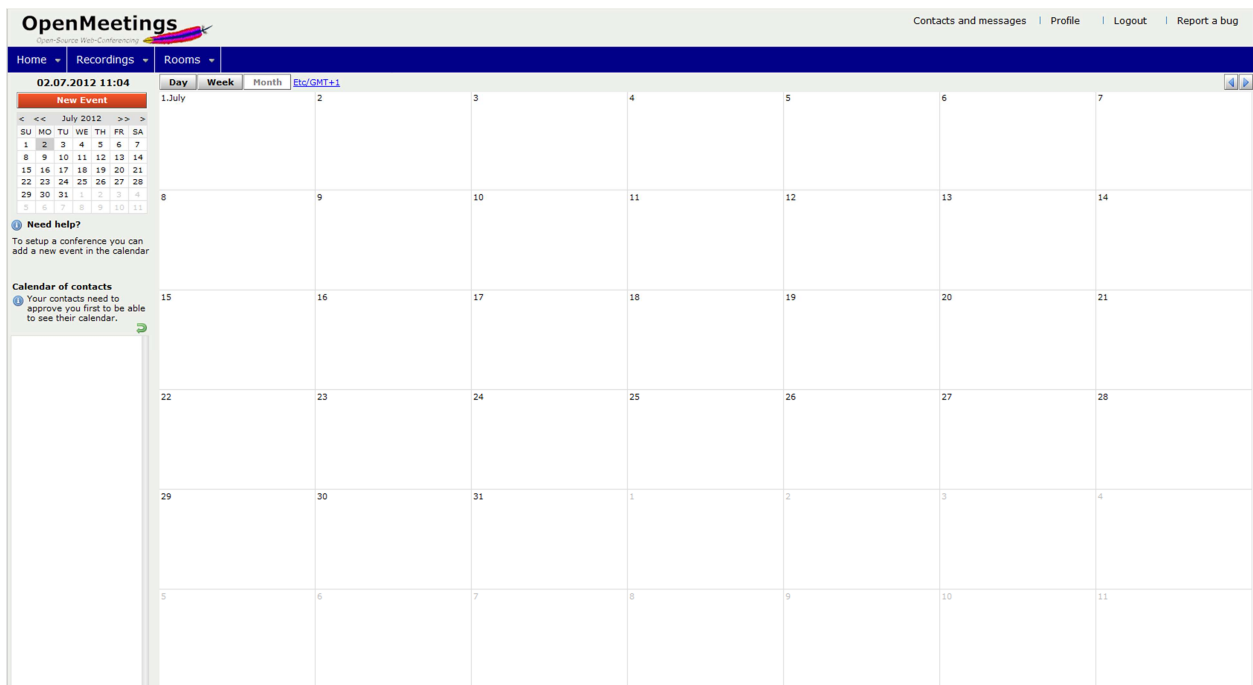 OpenMeetings
Open-Source Web-Conferencing
Contacts and messages | Profile | Logout | Report a bug
Home Recordings Rooms
02.07.2012 11:04
New Event
< << July 2012 >> >
SU MO TU WE TH FR SA
1 2 3 4 5 6 7
8 9 10 11 12 13 14
15 16 17 18 19 20 21
22 23 24 25 26 27 28
29 30 31 1 2 3 4
5 6 7 8 9 10 11
Need help?
To setup a conference you can
add a new event in the calendar
Calendar of contacts
Your contacts need to
approve you first to be able
to see their calendar.
Day Week Month Etc/GMT+1
1.July 2 3 4 5 6 7
8 9 10 11 12 13 14
15 16 17 18 19 20 21
22 23 24 25 26 27 28
29 30 31 1 2 3 4
5 6 7 8 9 10 11